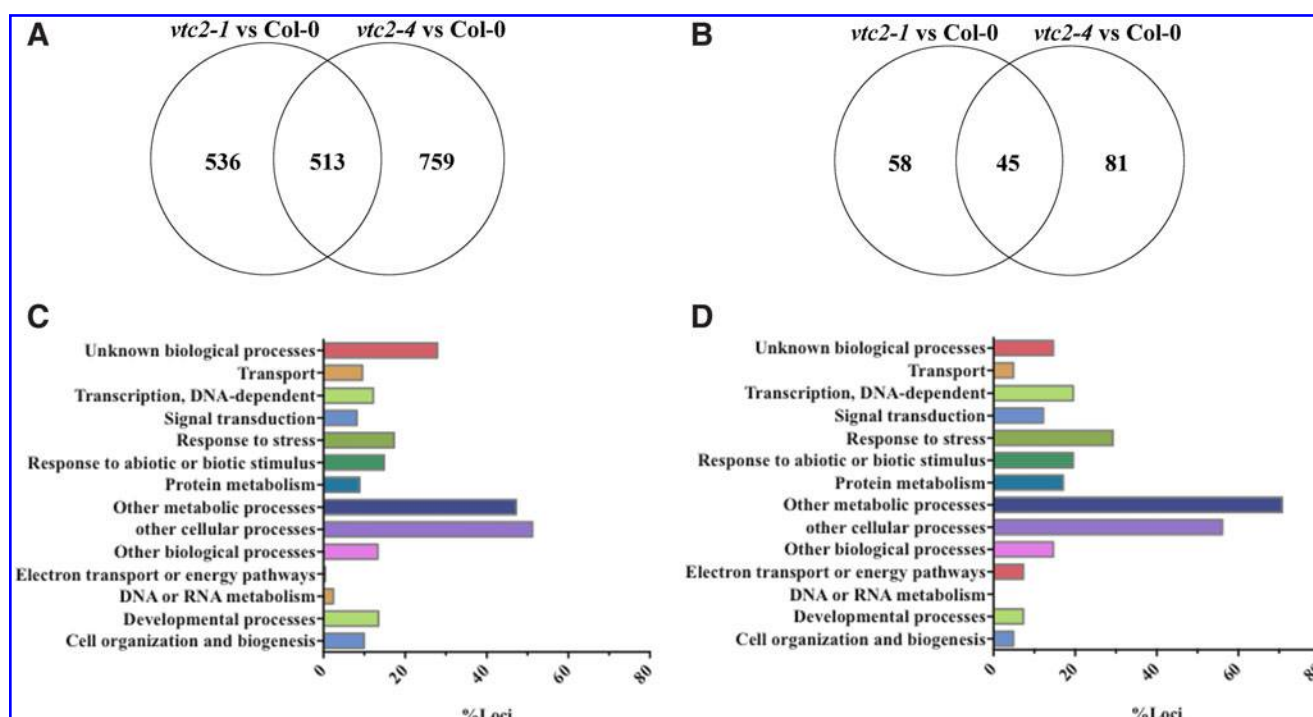 A
vtc2-1 vs Col-0 vtc2-4 vs Col-0
536 513 759
B
vtc2-1 vs Col-0 vtc2-4 vs Col-0
58 45 81
C
Unknown biological processes
Transport
Transcription, DNA-dependent
Signal transduction
Response to stress
Response to abiotic or biotic stimulus
Protein metabolism
Other metabolic processes
other cellular processes
Other biological processes
Electron transport or energy pathways
DNA or RNA metabolism
Developmental processes
Cell organization and biogenesis
0 20 40 60 80
%Loci
D
Unknown biological processes
Transport
Transcription, DNA-dependent
Signal transduction
Response to stress
Response to abiotic or biotic stimulus
Protein metabolism
Other metabolic processes
other cellular processes
Other biological processes
Electron transport or energy pathways
DNA or RNA metabolism
Developmental processes
Cell organization and biogenesis
0 20 40 60 80
%Loci